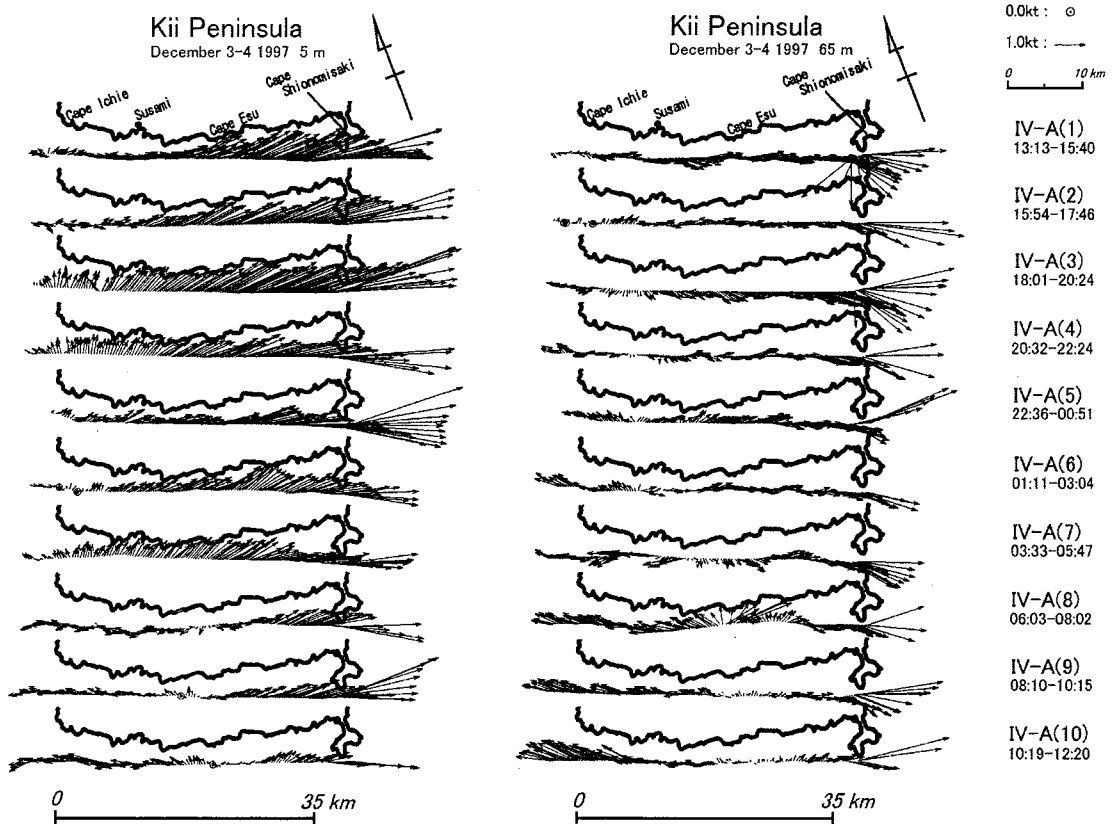 Kii Peninsula
December 3-4 1997 5 m
Cape Ichie
Susami
Cape Esu
Cape
Shionomisaki
0 35 km
Kii Peninsula
December 3-4 1997 65 m
Cape Ichie
Susami
Cape Esu
Cape
Shionomisaki
0 35 km
0.0kt :
1.0kt :
0 10 km
IV-A(1)
13:13-15:40
IV-A(2)
15:54-17:46
IV-A(3)
18:01-20:24
IV-A(4)
20:32-22:24
IV-A(5)
22:36-00:51
IV-A(6)
01:11-03:04
IV-A(7)
03:33-05:47
IV-A(8)
06:03-08:02
IV-A(9)
08:10-10:15
IV-A(10)
10:19-12:20